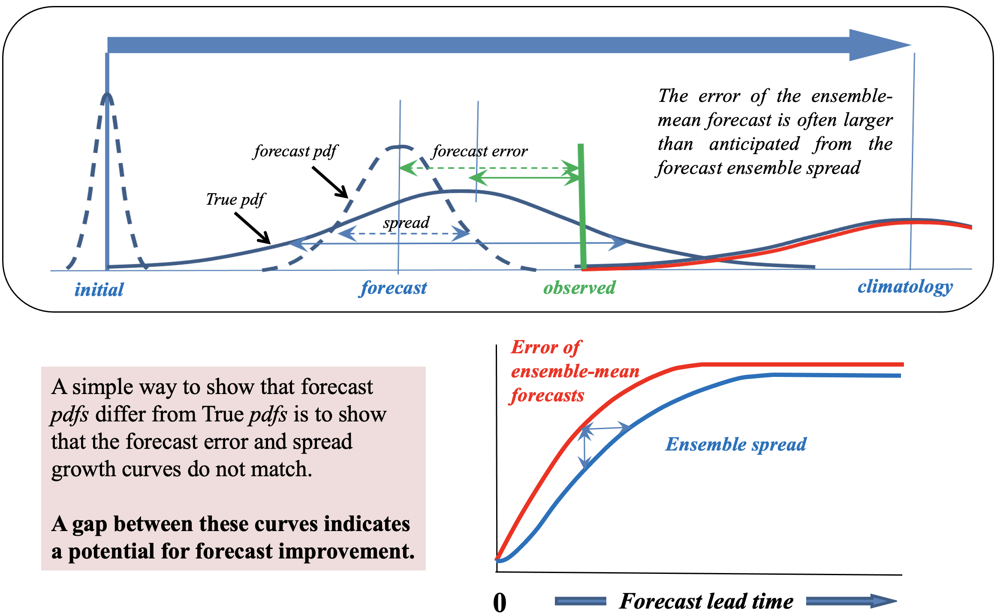 The error of the ensemble-
mean forecast is often larger
than anticipated from the
forecast ensemble spread
forecast pdf
forecast error
True pdf
spread
initial
forecast
observed
climatology
A simple way to show that forecast
pdfs differ from True pdfs is to show
that the forecast error and spread
growth curves do not match.
A gap between these curves indicates
a potential for forecast improvement.
Error of
ensemble-mean
forecasts
Ensemble spread
0
Forecast lead time